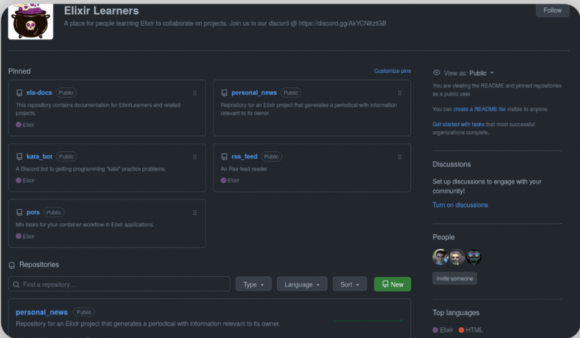 Elixir Learners
A place for people learning Elixir to collaborate on projects. Join us in our discord @
Follow
Pinned
Customize pins
els-docs Public
This repository contains documentation for ElixirLearners and related
projects.
Elixir
personal_news Public
Repository for an Elixir project that generates a periodical with information
relevant to its owner.
kata_bot Public
A Discord bot to getting programming "kata" practice problems.
Elixir
rss_feed Public
An Rss feed reader
Elixir
pota Public
Mix tasks for your container workflow in Elixir applications.
Elixir
Repositories
Find a repository...
Type
Language
Sort
New
personal_news Public
Repository for an Elixir project that generates a periodical with information relevant to its owner.
View as: Public
You are viewing the README and pinned repositories
as a public user.
You can create a README file visible to anyone.
Get started with tasks that most successful
organizations complete.
Discussions
Set up discussions to engage with your
community!
Turn on discussions
People
Invite someone
Top languages
Elixir HTML